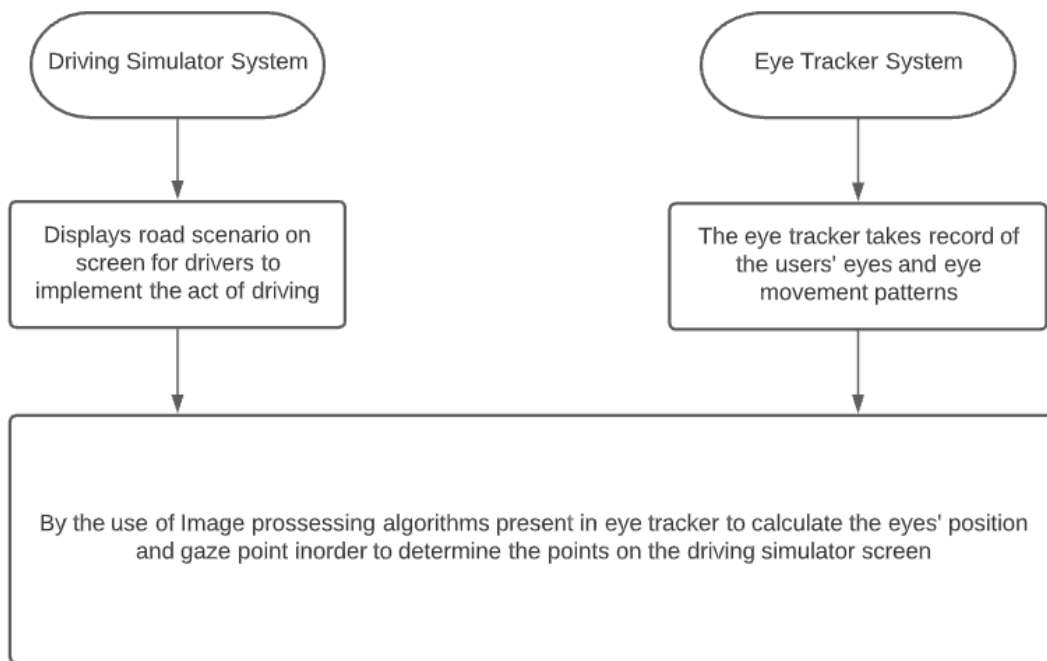 Driving Simulator System
Eye Tracker System
Displays road scenario on
screen for drivers to
implement the act of driving
The eye tracker takes record of
the users' eyes and eye
movement patterns
By the use of Image prossessing algorithms present in eye tracker to calculate the eyes' position
and gaze point inorder to determine the points on the driving simulator screen